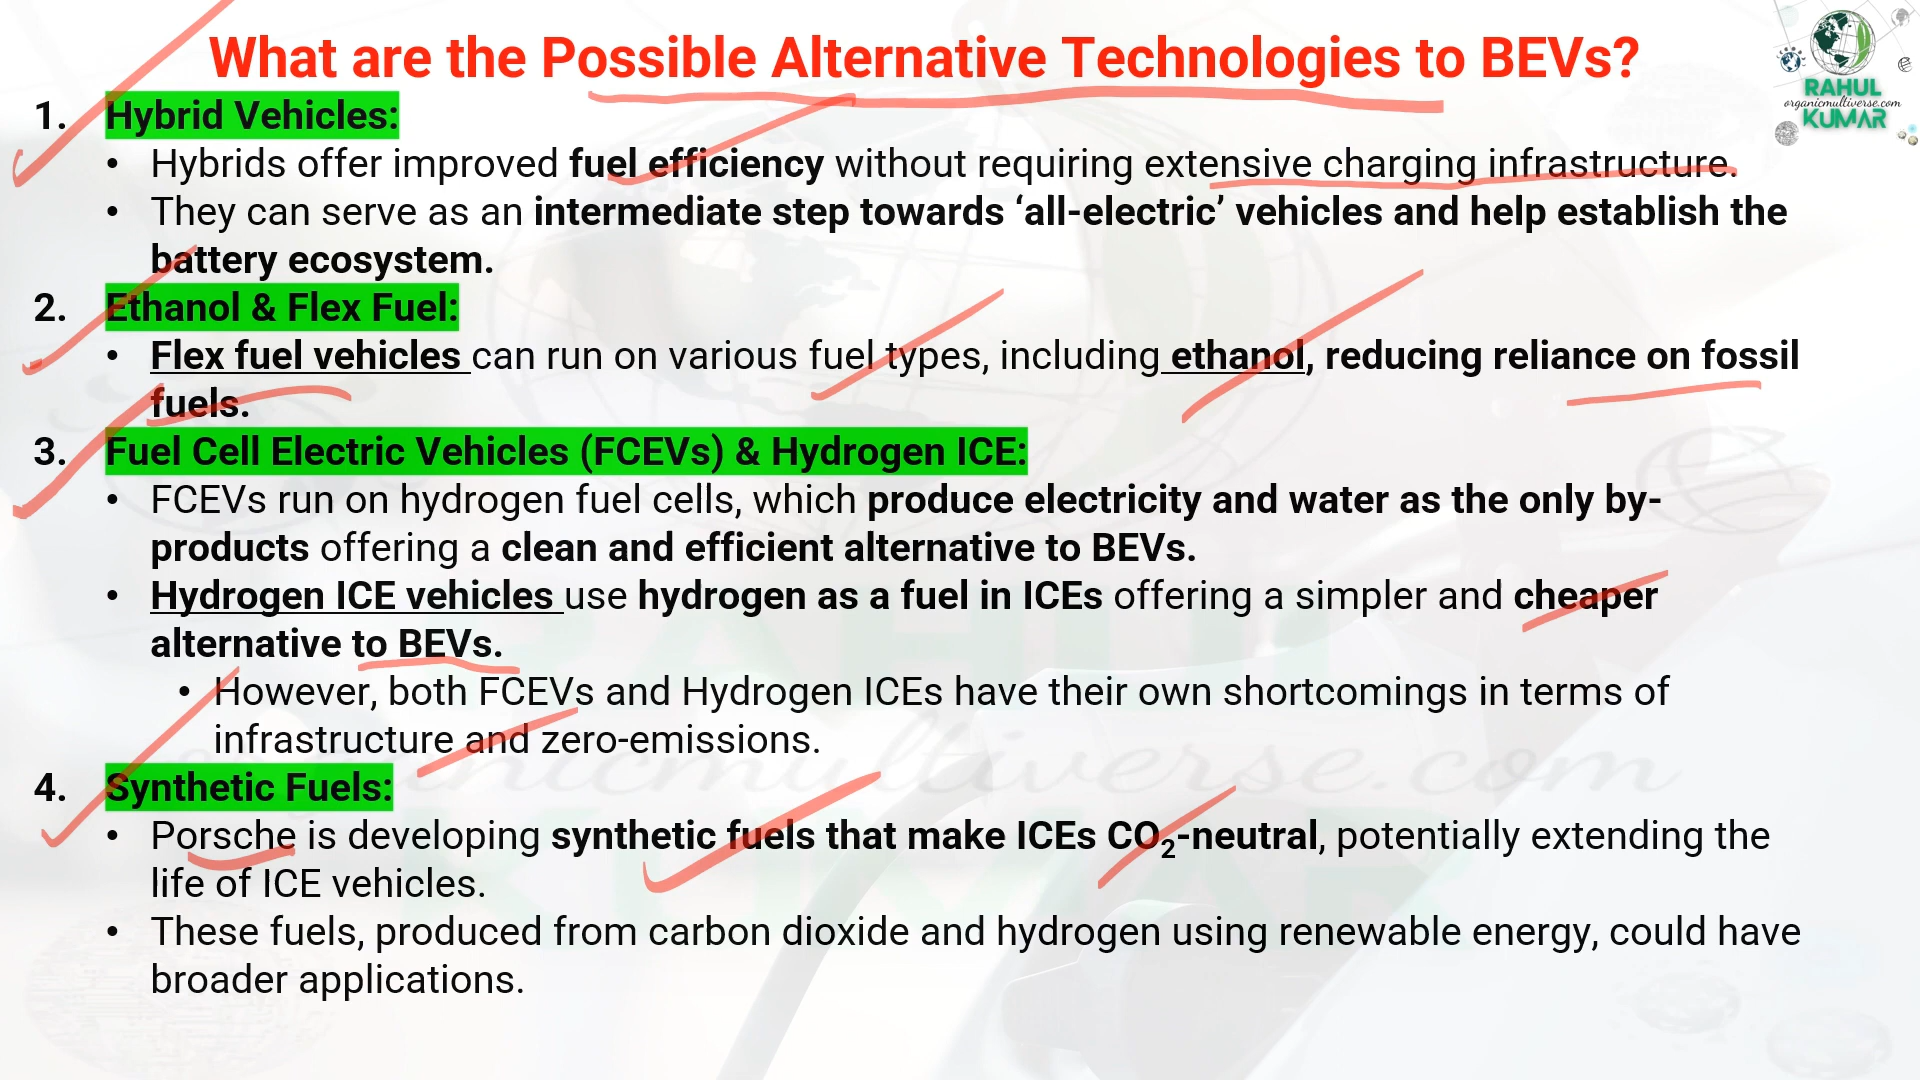 What are the Possible Alternative Technologies to BEVs?
RAHUL
organicmultiverse.com
KUMAR
1. Hybrid Vehicles:
• Hybrids offer improved fuel efficiency without requiring extensive charging infrastructure.
• They can serve as an intermediate step towards ‘all-electric’ vehicles and help establish the
battery ecosystem.
2. Ethanol & Flex Fuel:
• Flex fuel vehicles can run on various fuel types, including ethanol, reducing reliance on fossil
fuels.
3. Fuel Cell Electric Vehicles (FCEVs) & Hydrogen ICE:
• FCEVs run on hydrogen fuel cells, which produce electricity and water as the only by-
products offering a clean and efficient alternative to BEVs.
• Hydrogen ICE vehicles use hydrogen as a fuel in ICEs offering a simpler and cheaper
alternative to BEVs.
• However, both FCEVs and Hydrogen ICEs have their own shortcomings in terms of
infrastructure and zero-emissions.
4. Synthetic Fuels:
• Porsche is developing synthetic fuels that make ICEs CO₂-neutral, potentially extending the
life of ICE vehicles.
• These fuels, produced from carbon dioxide and hydrogen using renewable energy, could have
broader applications.
RAHUL
organicmultiverse.com
KUMAR